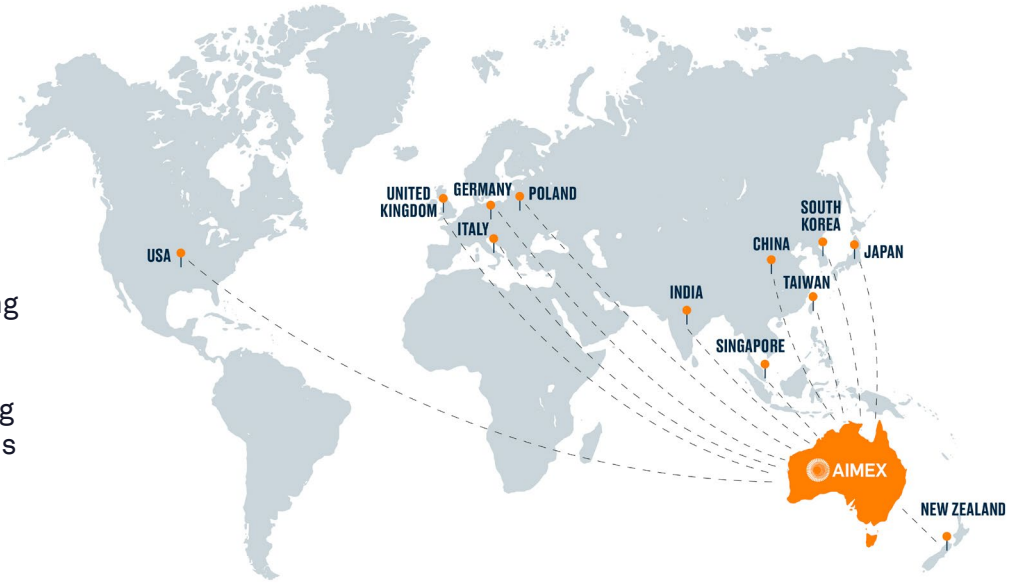 UNITED
KINGDOM
GERMANY
POLAND
ITALY
USA
SOUTH
KOREA
CHINA
JAPAN
TAIWAN
INDIA
SINGAPORE
AIMEX
NEW ZEALAND